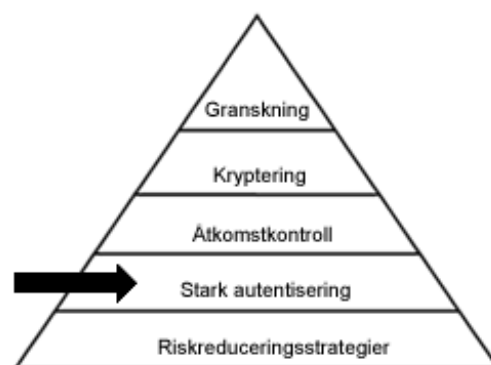 Granskning
Kryptering
Åtkomstkontroll
Stark autentisering
Riskreduceringsstrategier